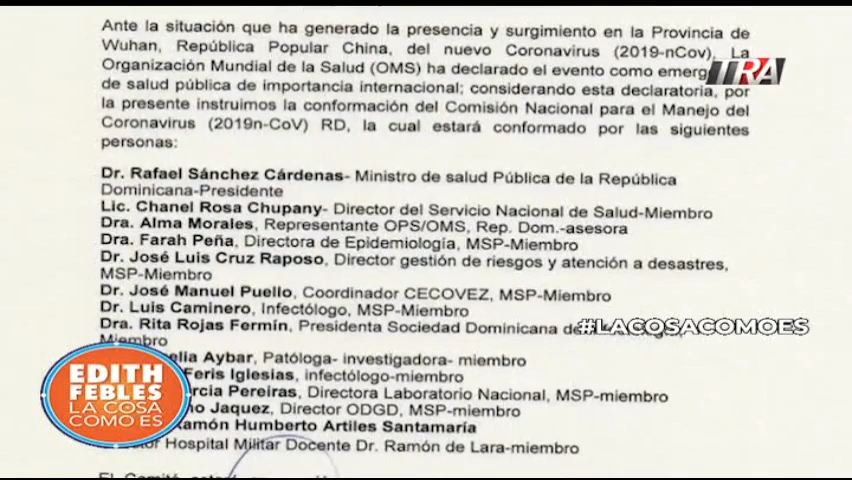 Ante la situación que ha generado la presencia y surgimiento en la Provincia de
Wuhan, República Popular China, del nuevo Coronavirus (2019-nCov), La
Organización Mundial de la Salud (OMS) ha declarado el evento como
de salud pública de importancia internacional; considerando esta declaratoria, por
la presente instruimos la conformación del Comisión Nacional para el Manejo del
Coronavirus (2019n-CoV) RD, la cual estará conformado por las siguientes
personas:
Dr. Rafael Sánchez Cárdenas- Ministro de salud Pública de la República
Dominicana-Presidente
Lic. Chanel Rosa Chupany- Director del Servicio Nacional de Salud-Miembro
Dra. Alma Morales, Representante OPS/OMS, Rep. Dom.-asesora
Dra. Farah Peña, Directora de Epidemiología, MSP-Miembro
Dr. José Luis Cruz Raposo, Director gestión de riesgos y atención a desastres,
MSP-Miembro
Dr. José Manuel Puello, Coordinador CECOVEZ, MSP-Miembro
Dr. Luis Caminero, Infectólogo, MSP-Miembro
Dra. Rita Rojas Fermín, Presidenta Sociedad Dominicana
Miembro
Aybar, Patóloga- investigadora- miembro
Feris Iglesias, infectólogo-miembro
Pereiras, Directora Laboratorio Nacional, MSP-miembro
Jaquez, Director ODGD, MSP-miembro
Ramón Humberto Artiles Santamaría
Hospital Militar Docente Dr. Ramón de Lara-miembro
TRA
#LACOSACOMOES
EDITH
FEBLES
LA COSA
COMO ES